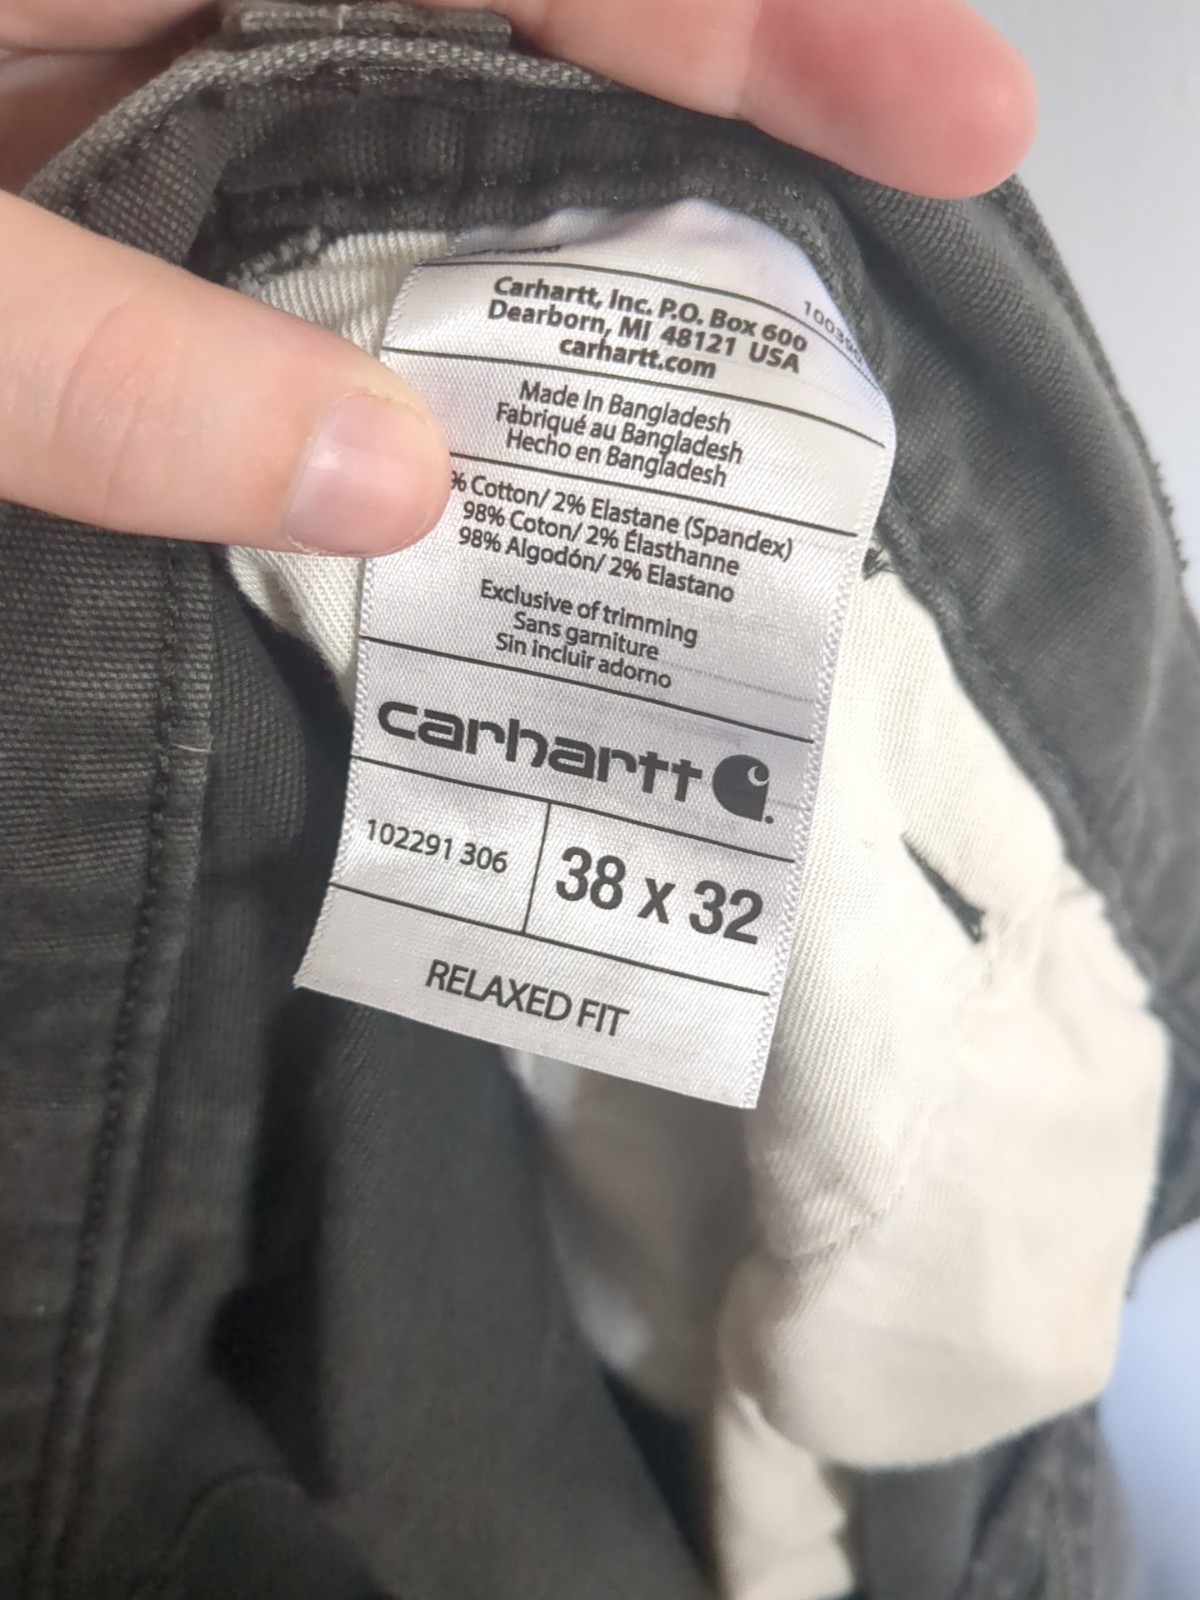 Carhartt, Inc. P.O. Box 600
Dearborn, MI 48121 USA
carhartt.com
Made In Bangladesh
Fabriqué au Bangladesh
Hecho en Bangladesh
% Cotton/ 2% Elastane (Spandex)
98% Coton/ 2% Élasthanne
98% Algodón/ 2% Elastano
Exclusive of trimming
Sans garniture
Sin incluir adorno
carhartt
102291 306
38 x 32
RELAXED FIT